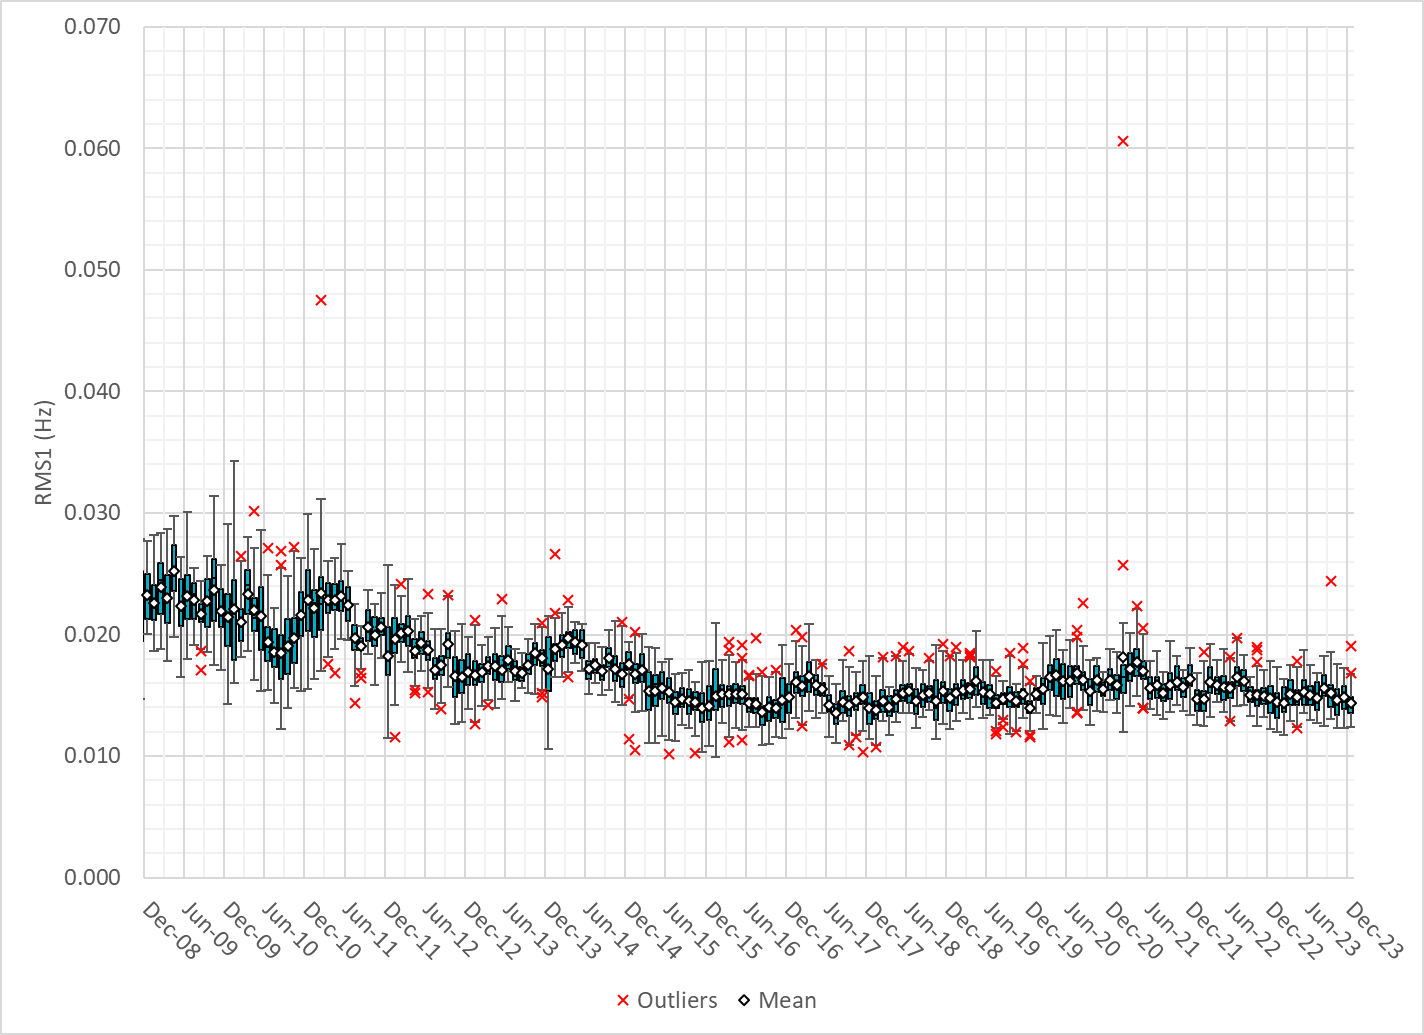 0.070
0.060
0.050
0.040
0.030
0.020
0.010
0.000
RMS1 (Hz)
Dec-08
Jun-09
Dec-09
Jun-10
Dec-10
Jun-11
Dec-11
Jun-12
Dec-12
Jun-13
Dec-13
Jun-14
Dec-14
Jun-15
Dec-15
Jun-16
Dec-16
Jun-17
Dec-17
Jun-18
Dec-18
Jun-19
Dec-19
Jun-20
Dec-20
Jun-21
Dec-21
Jun-22
Dec-22
Jun-23
Dec-23
Outliers Mean